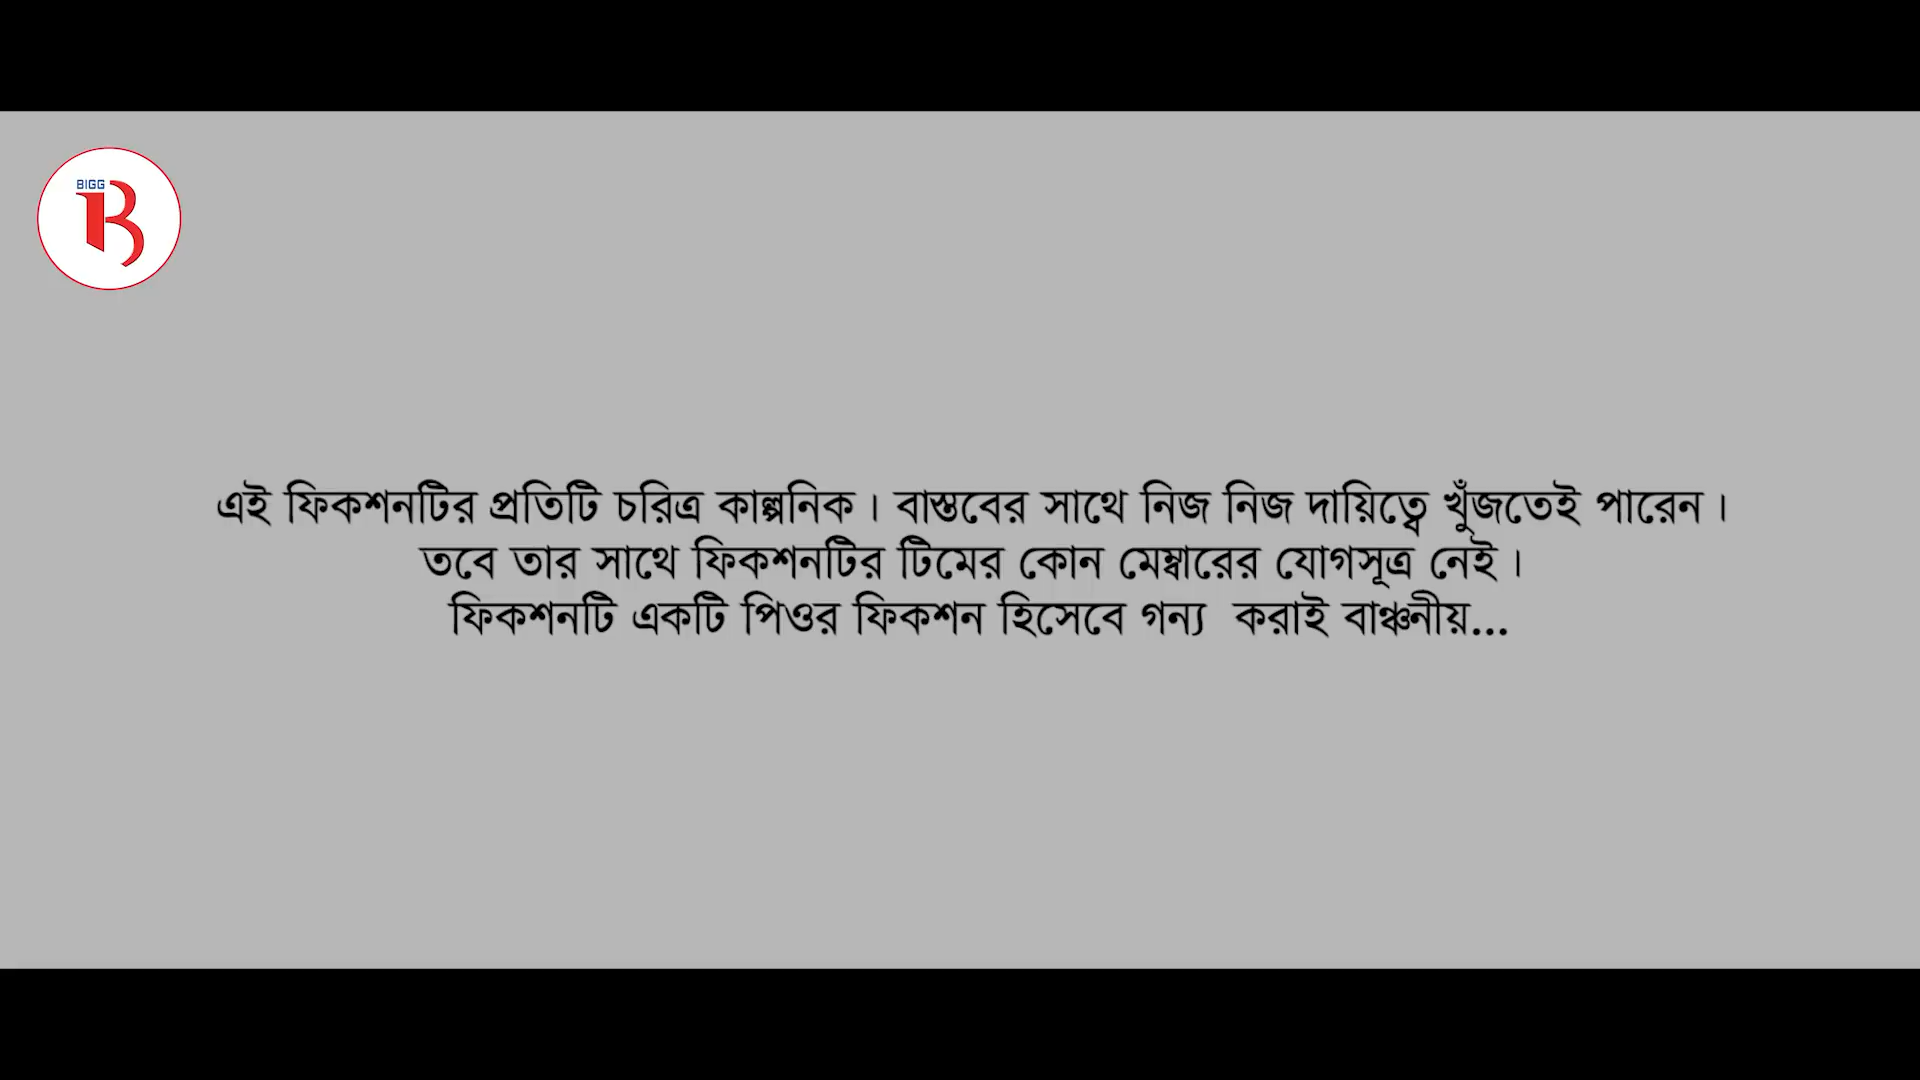 BIGG
B
এই ফিকশনটির প্রতিটি চরিত্র কাল্পনিক। বাস্তবের সাথে নিজ নিজ দায়িত্বে খুঁজতেই পারেন।
তবে তার সাথে ফিকশনটির টিমের কোন মেম্বারের যোগসূত্র নেই।
ফিকশনটি একটি পিওর ফিকশন হিসেবে গন্য করাই বাঞ্চনীয়...